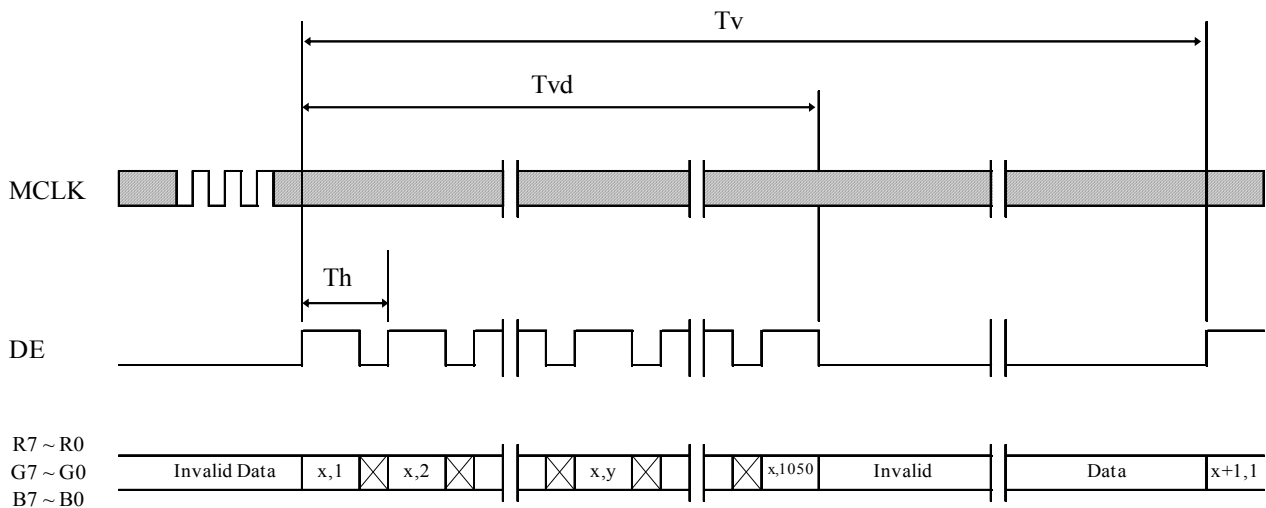 Tv
Tvd
MCLK
Th
DE
R7 ~ R0
G7 ~ G0
B7 ~ B0
Invalid Data
x,1
x,2
x,y
x,1050
Invalid
Data
x+1,1